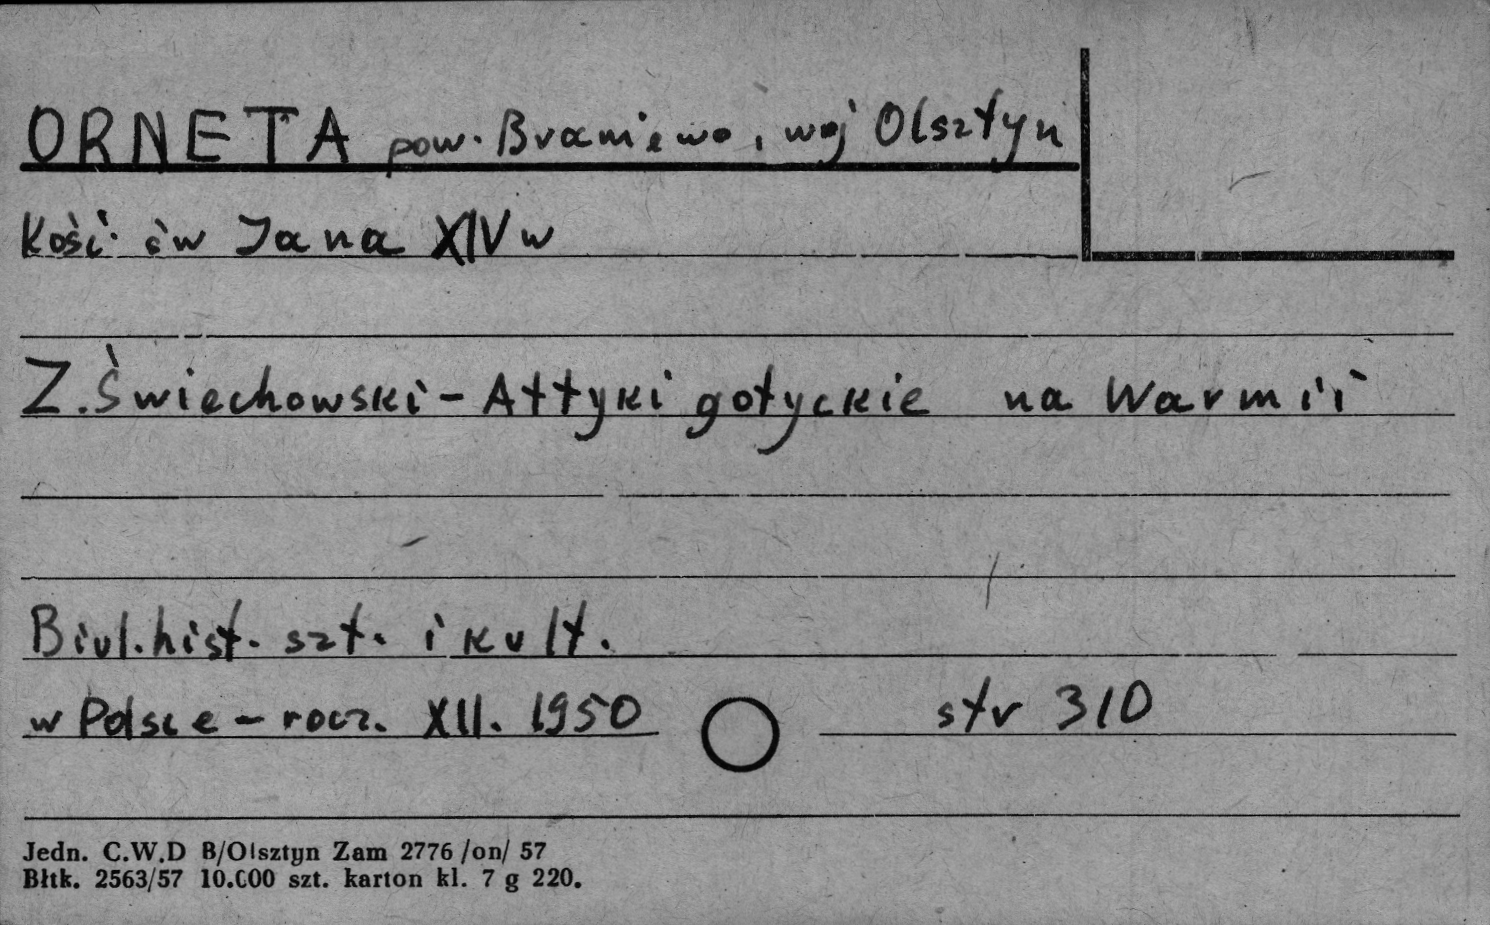 ORNETA pow. Braniewo, woj Olsztyn
Kość. św Jana XIV w
Z. Świechowski - Attyki gotyckie na Warmii
Biul. hist. szt. i kult.
w Polsce - rocz. XII. 1950 str 310
Jedn. C.W.D B/Olsztyn Zam 2776 /on/ 57
Błtk. 2563/57 10.000 szt. karton kl. 7 g 220.